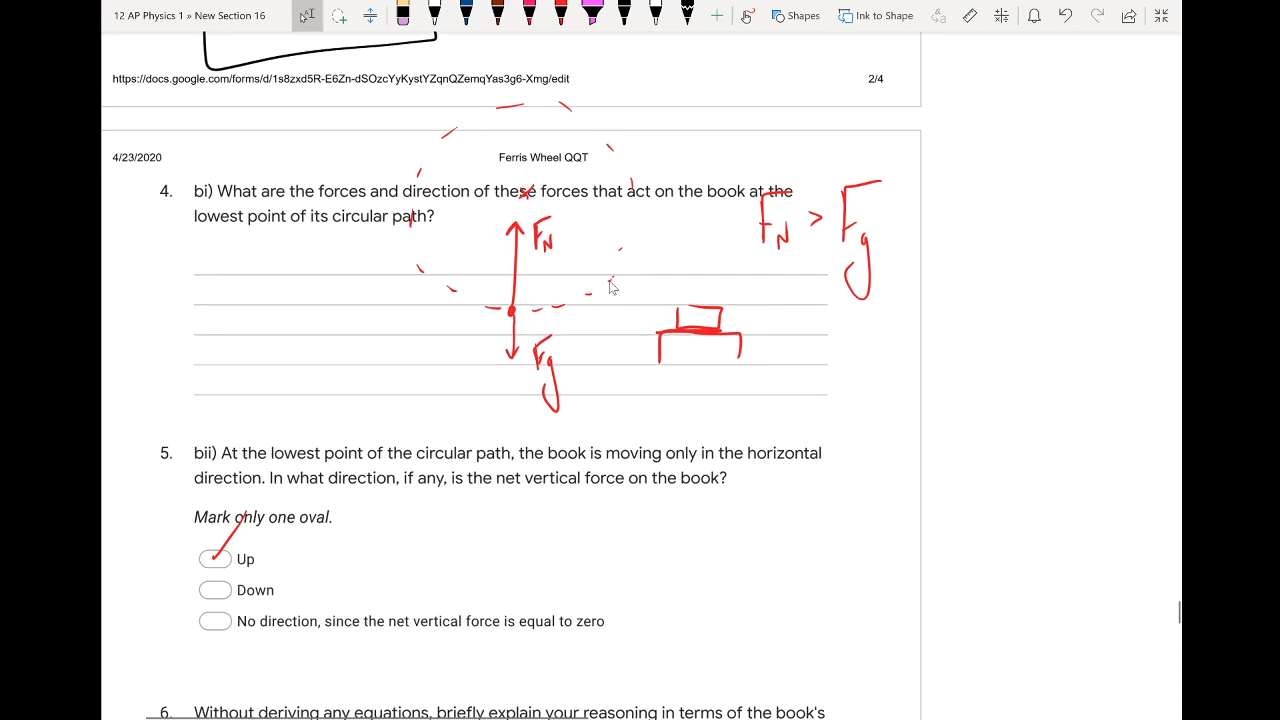 12 AP Physics 1 » New Section 16
Shapes
Ink to Shape
https://docs.google.com/forms/d/1s8zxd5R-E6Zn-dSOzcYyKystYZqnQZemqYas3g6-Xmg/edit
2/4
4/23/2020
Ferris Wheel QQT
4. bi) What are the forces and direction of these forces that act on the book at the
lowest point of its circular path?
FN > Fg
FN
Fg
5. bii) At the lowest point of the circular path, the book is moving only in the horizontal
direction. In what direction, if any, is the net vertical force on the book?
Mark only one oval.
Up
Down
No direction, since the net vertical force is equal to zero
6. Without deriving any equations, briefly explain your reasoning in terms of the book's